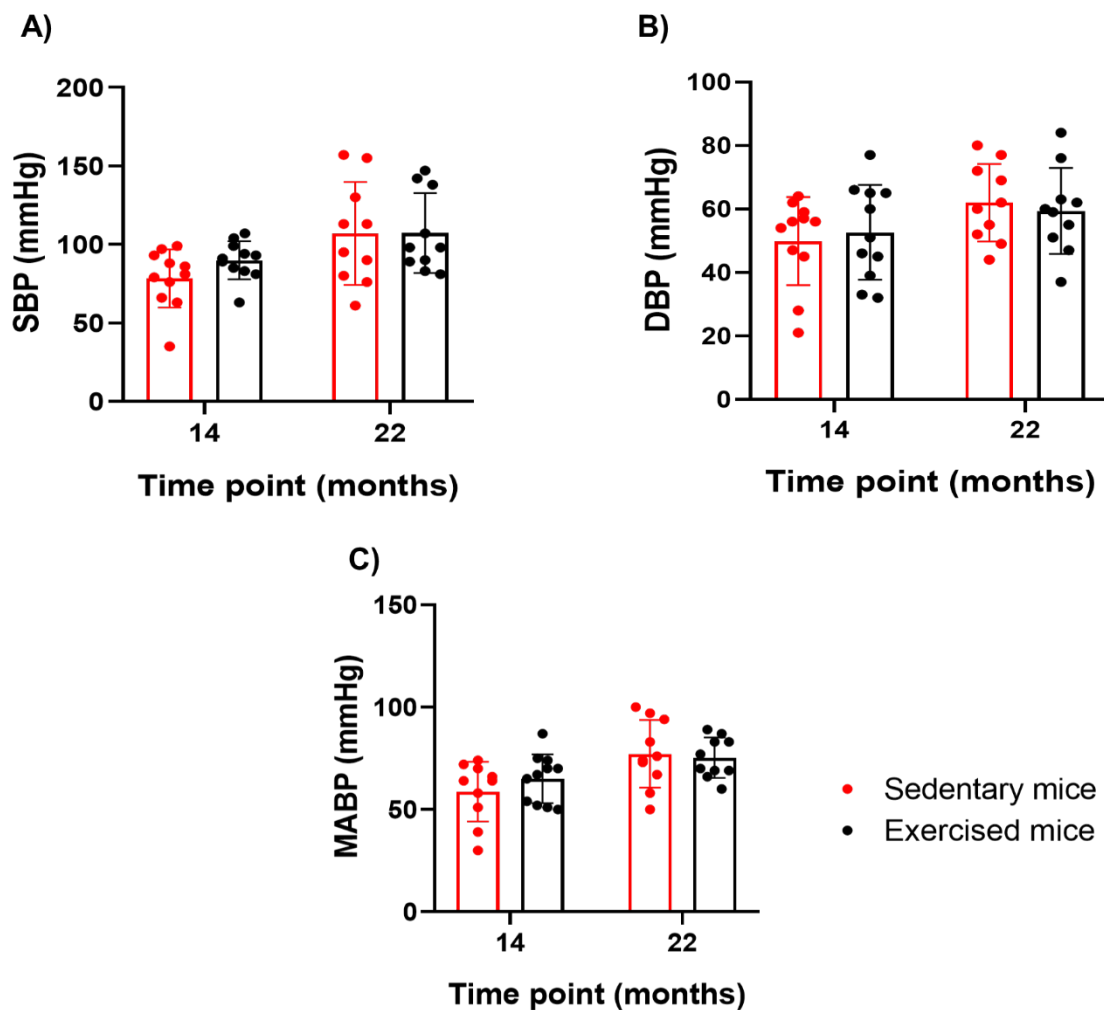 A)
SBP (mmHg)
200
150
100
50
0
14
22
Time point (months)
B)
DBP (mmHg)
100
80
60
40
20
0
14
22
Time point (months)
C)
MABP (mmHg)
150
100
50
0
14
22
Time point (months)
Sedentary mice
Exercised mice